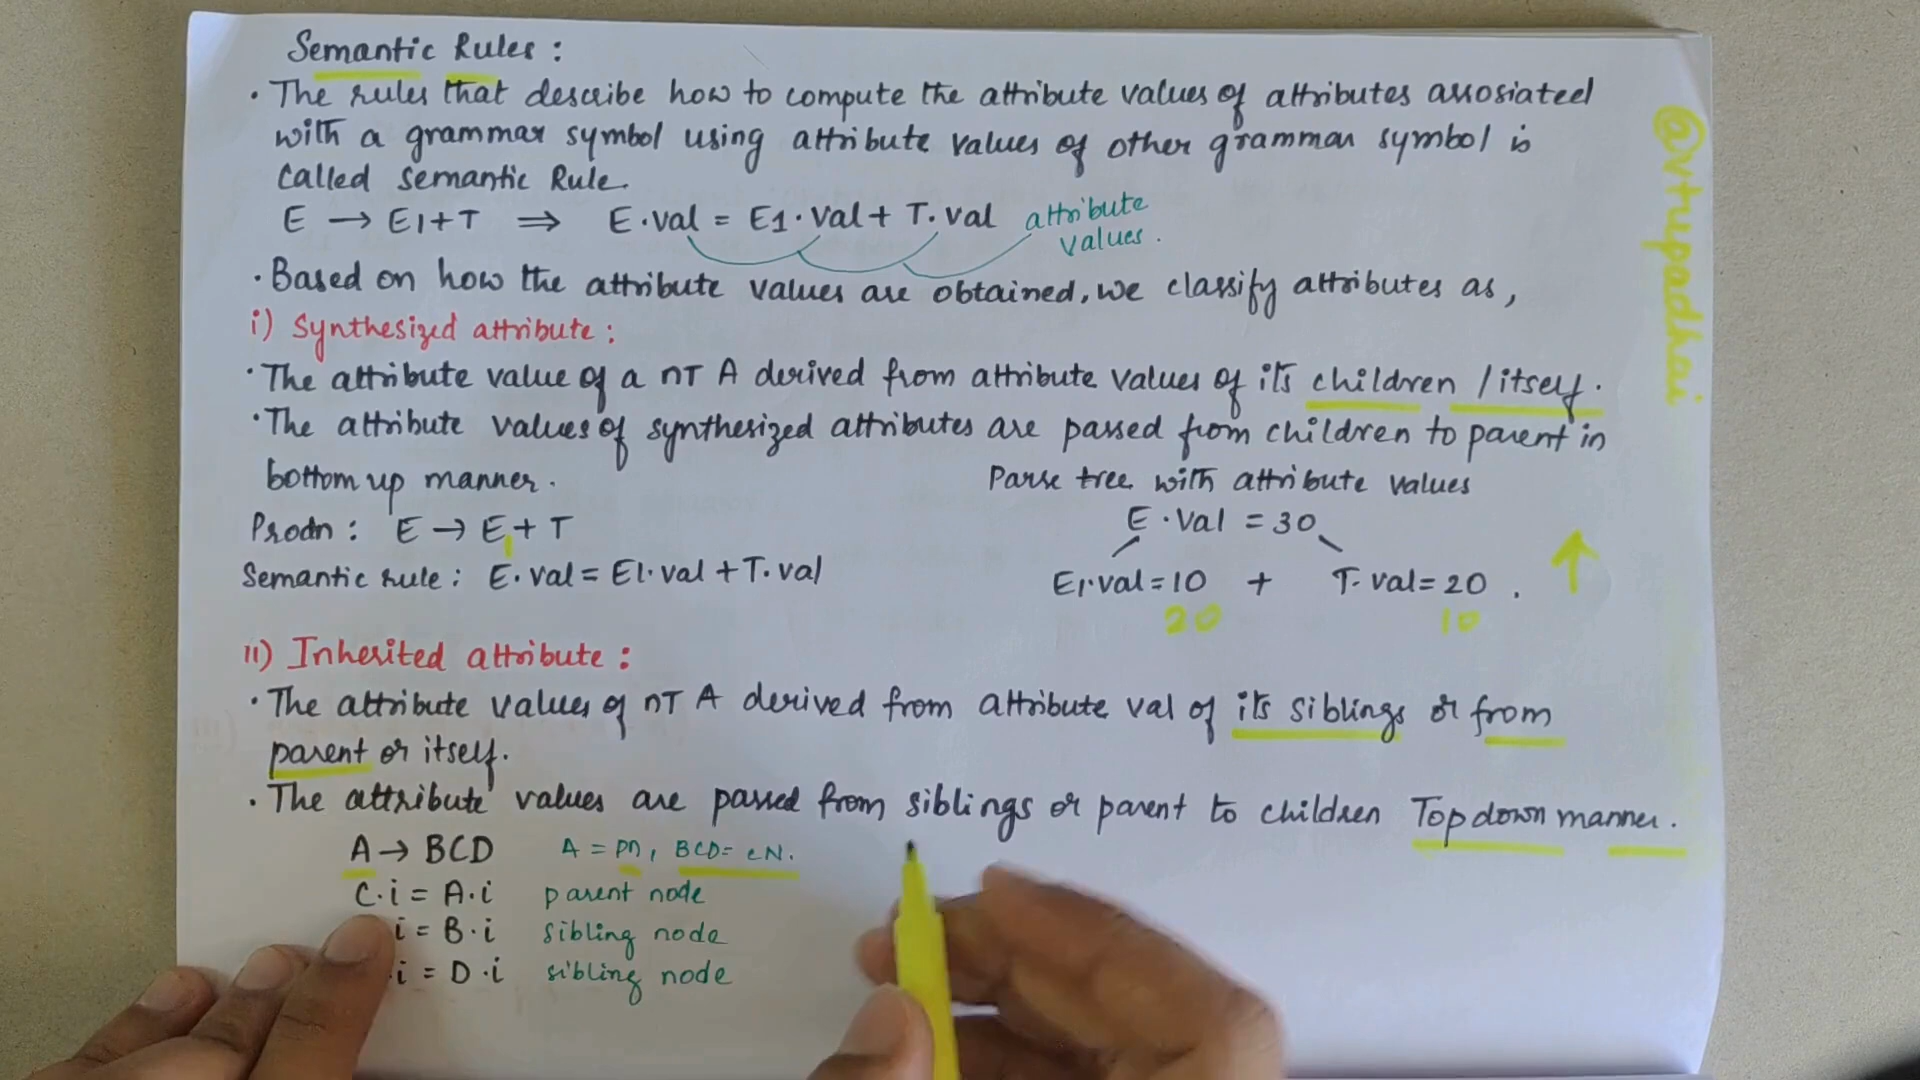 Semantic Rules :
· The rules that describe how to compute the attribute values of attributes assosiated
with a grammar symbol using attribute values of other grammar symbol is
called semantic Rule.
E → E1+T ⇒ E·val = E1·val + T·val attribute
values.
· Based on how the attribute values are obtained, we classify attributes as,
i) Synthesized attribute :
· The attribute value of a nT A derived from attribute values of its children / itself.
· The attribute values of synthesized attributes are passed from children to parent in
bottom up manner.
Parse tree with attribute values
Prodn : E → E1+ T
E·Val = 30
Semantic rule : E·val = E1·val + T·val
E1·val = 10 + T·val = 20 .
20 10
ii) Inherited attribute :
· The attribute values of nT A derived from attribute val of its siblings or from
parent or itself.
· The attribute values are passed from siblings or parent to children Top down manner.
A → BCD A = PN, BCD = CN.
C·i = A·i parent node
i = B·i sibling node
·i = D·i sibling node
@vtupadhai